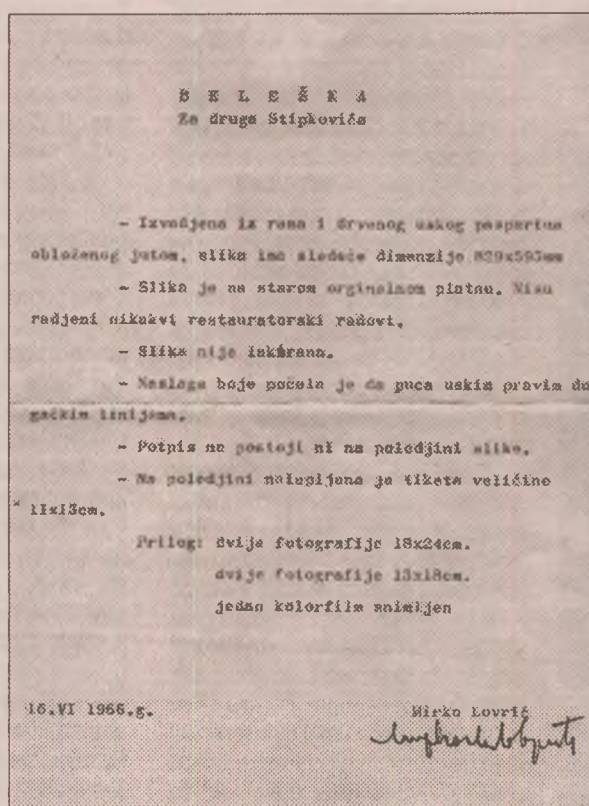 B E L E Š K A
Za druga Stipkovića
- Izvadjena iz rama i drvenog uskog paspartua
obloženog jutom, slika ima sledeće dimenzije 829x593mm
- Slika je na starom orginalnom platnu. Nisu
radjeni nikakvi restauratorski radovi.
- Slika nije lakirana.
- Naslaga boje počela je da puca uskim pravim du
gačkim linijama.
- Potpis ne postoji ni na poledjini slike.
- Na poledjini nalepljena je tiketa veličine
11x13cm.
Prilog: dvije fotografije 18x24cm.
dvije fotografije 13x18cm.
jedan kolorfilm snimljen
16.VI 1966.g.
Mirko Lovrić